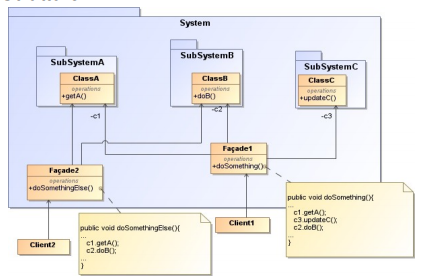 System
SubSystemA
SubSystemB
SubSystemC
ClassA
operations
+getA()
ClassB
operations
+doB()
ClassC
operations
+updateC()
-c1
-c2
-c3
Façade2
operations
+doSomethingElse()
Façade1
operations
+doSomething()
Client2
Client1
public void doSomethingElse(){
...
c1.getA();
c2.doB();
...
}
public void doSomething(){
...
c1.getA();
c3.updateC();
c2.doB();
...
}